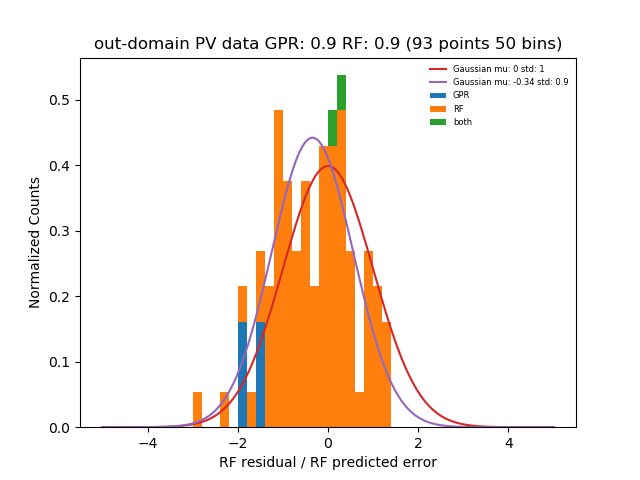 out-domain PV data GPR: 0.9 RF: 0.9 (93 points 50 bins)
Gaussian mu: 0 std: 1
Gaussian mu: -0.34 std: 0.9
GPR
RF
both
Normalized Counts
0.5
0.4
0.3
0.2
0.1
0.0
−4 −2 0 2 4
RF residual / RF predicted error